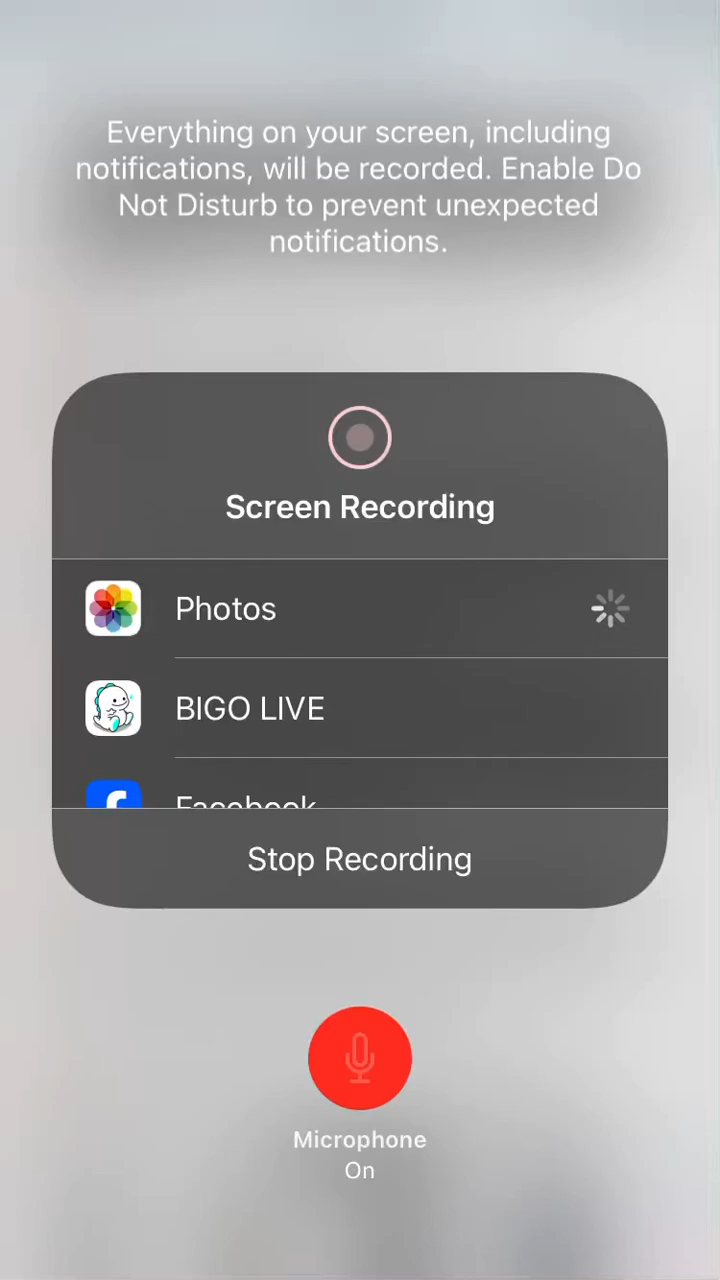 Everything on your screen, including
notifications, will be recorded. Enable Do
Not Disturb to prevent unexpected
notifications.
Screen Recording
Photos
BIGO LIVE
Facebook
Stop Recording
Microphone
On